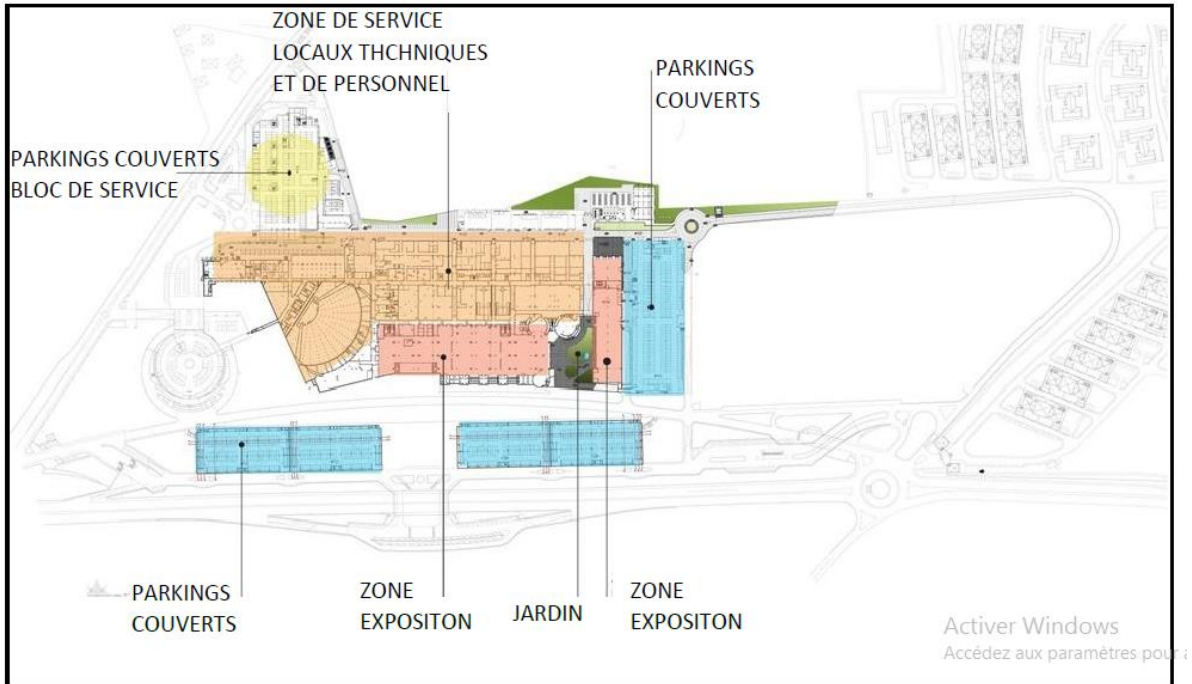 ZONE DE SERVICE
LOCAUX THCHNIQUES
ET DE PERSONNEL
PARKINGS
COUVERTS
PARKINGS COUVERTS
BLOC DE SERVICE
PARKINGS
COUVERTS
ZONE
EXPOSITON
JARDIN
ZONE
EXPOSITON
Activer Windows
Accédez aux paramètres pour a